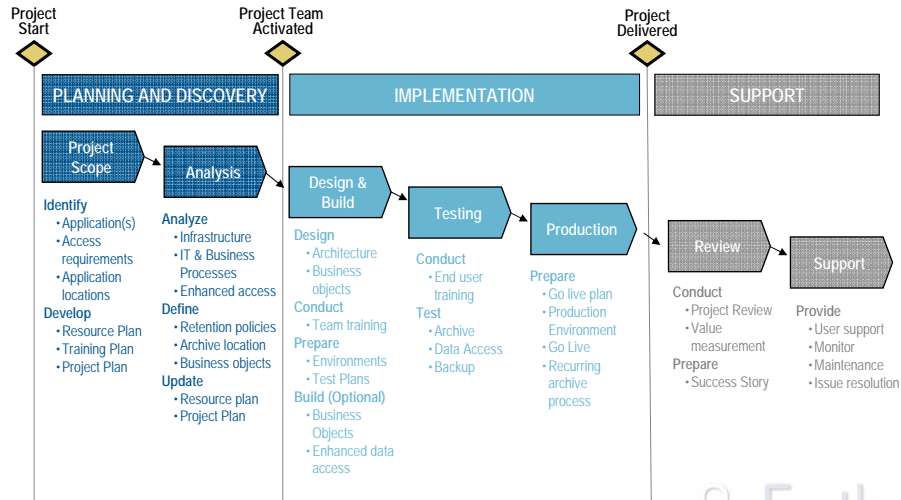 Project
Start
Project Team
Activated
Project
Delivered
PLANNING AND DISCOVERY
IMPLEMENTATION
SUPPORT
Project
Scope
Analysis
Design &
Build
Testing
Production
Review
Support
Identify
• Application(s)
• Access
requirements
• Application
locations
Develop
• Resource Plan
• Training Plan
• Project Plan
Analyze
• Infrastructure
• IT & Business
Processes
• Enhanced access
Define
• Retention policies
• Archive location
• Business objects
Update
• Resource plan
• Project Plan
Design
• Architecture
• Business
objects
Conduct
• Team training
Prepare
• Environments
• Test Plans
Build (Optional)
• Business
Objects
• Enhanced data
access
Conduct
• End user
training
Test
• Archive
• Data Access
• Backup
Prepare
• Go live plan
• Production
Environment
• Go Live
• Recurring
archive
process
Conduct
• Project Review
• Value
measurement
Prepare
• Success Story
Provide
• User support
• Monitor
• Maintenance
• Issue resolution